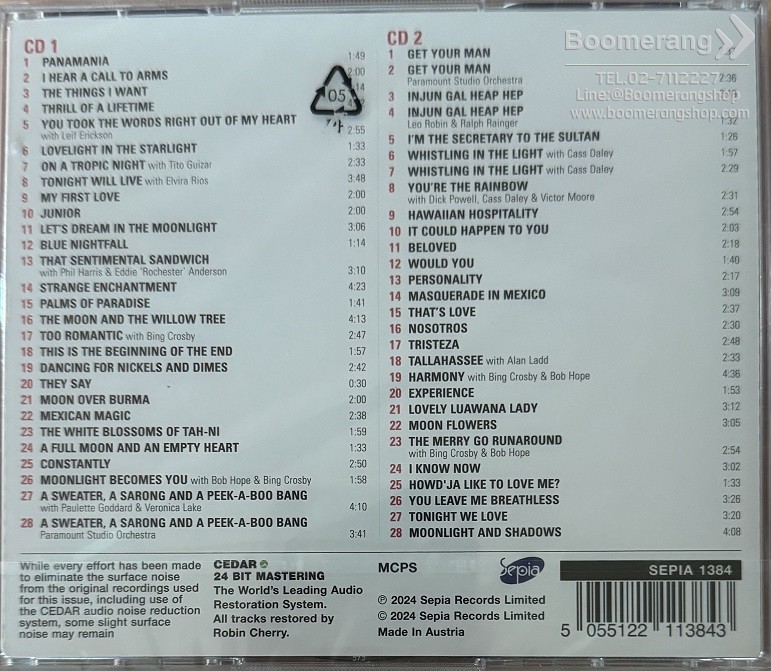 CD 1
1 PANAMANIA 1:49
2 I HEAR A CALL TO ARMS 2:00
3 THE THINGS I WANT
4 THRILL OF A LIFETIME
5 YOU TOOK THE WORDS RIGHT OUT OF MY HEART
with Leif Erickson 2:55
6 LOVELIGHT IN THE STARLIGHT 1:33
7 ON A TROPIC NIGHT with Tito Guizar 2:33
8 TONIGHT WILL LIVE with Elvira Rios 3:48
9 MY FIRST LOVE 2:00
10 JUNIOR 2:00
11 LET'S DREAM IN THE MOONLIGHT 3:06
12 BLUE NIGHTFALL 1:14
13 THAT SENTIMENTAL SANDWICH
with Phil Harris & Eddie 'Rochester' Anderson 3:10
14 STRANGE ENCHANTMENT 4:23
15 PALMS OF PARADISE 1:41
16 THE MOON AND THE WILLOW TREE 4:13
17 TOO ROMANTIC with Bing Crosby 2:47
18 THIS IS THE BEGINNING OF THE END 1:57
19 DANCING FOR NICKELS AND DIMES 2:42
20 THEY SAY 0:30
21 MOON OVER BURMA 2:00
22 MEXICAN MAGIC 2:38
23 THE WHITE BLOSSOMS OF TAH-NI 1:59
24 A FULL MOON AND AN EMPTY HEART 1:33
25 CONSTANTLY 2:50
26 MOONLIGHT BECOMES YOU with Bob Hope & Bing Crosby 1:58
27 A SWEATER, A SARONG AND A PEEK-A-BOO BANG
with Paulette Goddard & Veronica Lake 4:10
28 A SWEATER, A SARONG AND A PEEK-A-BOO BANG
Paramount Studio Orchestra 3:41
05
CD 2
1 GET YOUR MAN
2 GET YOUR MAN
Paramount Studio Orchestra 2:36
3 INJUN GAL HEAP HEP
4 INJUN GAL HEAP HEP
Leo Robin & Ralph Rainger 1:32
5 I'M THE SECRETARY TO THE SULTAN 1:26
6 WHISTLING IN THE LIGHT with Cass Daley 1:57
7 WHISTLING IN THE LIGHT with Cass Daley 2:29
8 YOU'RE THE RAINBOW
with Dick Powell, Cass Daley & Victor Moore 2:31
9 HAWAIIAN HOSPITALITY 2:54
10 IT COULD HAPPEN TO YOU 2:03
11 BELOVED 2:18
12 WOULD YOU 1:40
13 PERSONALITY 2:17
14 MASQUERADE IN MEXICO 3:09
15 THAT'S LOVE 2:37
16 NOSOTROS 2:30
17 TRISTEZA 2:48
18 TALLAHASSEE with Alan Ladd 2:33
19 HARMONY with Bing Crosby & Bob Hope 4:36
20 EXPERIENCE 1:53
21 LOVELY LUAWANA LADY 3:12
22 MOON FLOWERS 3:05
23 THE MERRY GO RUNAROUND
with Bing Crosby & Bob Hope 2:54
24 I KNOW NOW 3:02
25 HOWD'JA LIKE TO LOVE ME? 1:33
26 YOU LEAVE ME BREATHLESS 3:26
27 TONIGHT WE LOVE 3:20
28 MOONLIGHT AND SHADOWS 4:08
Boomerang
TEL.02-7112227
Line:@Boomerangshop
www.boomerangshop.com
While every effort has been made
to eliminate the surface noise
from the original recordings used
for this issue, including use of
the CEDAR audio noise reduction
system, some slight surface
noise may remain
CEDAR
24 BIT MASTERING
The World's Leading Audio
Restoration System.
All tracks restored by
Robin Cherry.
MCPS
Sepia
℗ 2024 Sepia Records Limited
© 2024 Sepia Records Limited
Made in Austria
SEPIA 1384
5 055122 113843